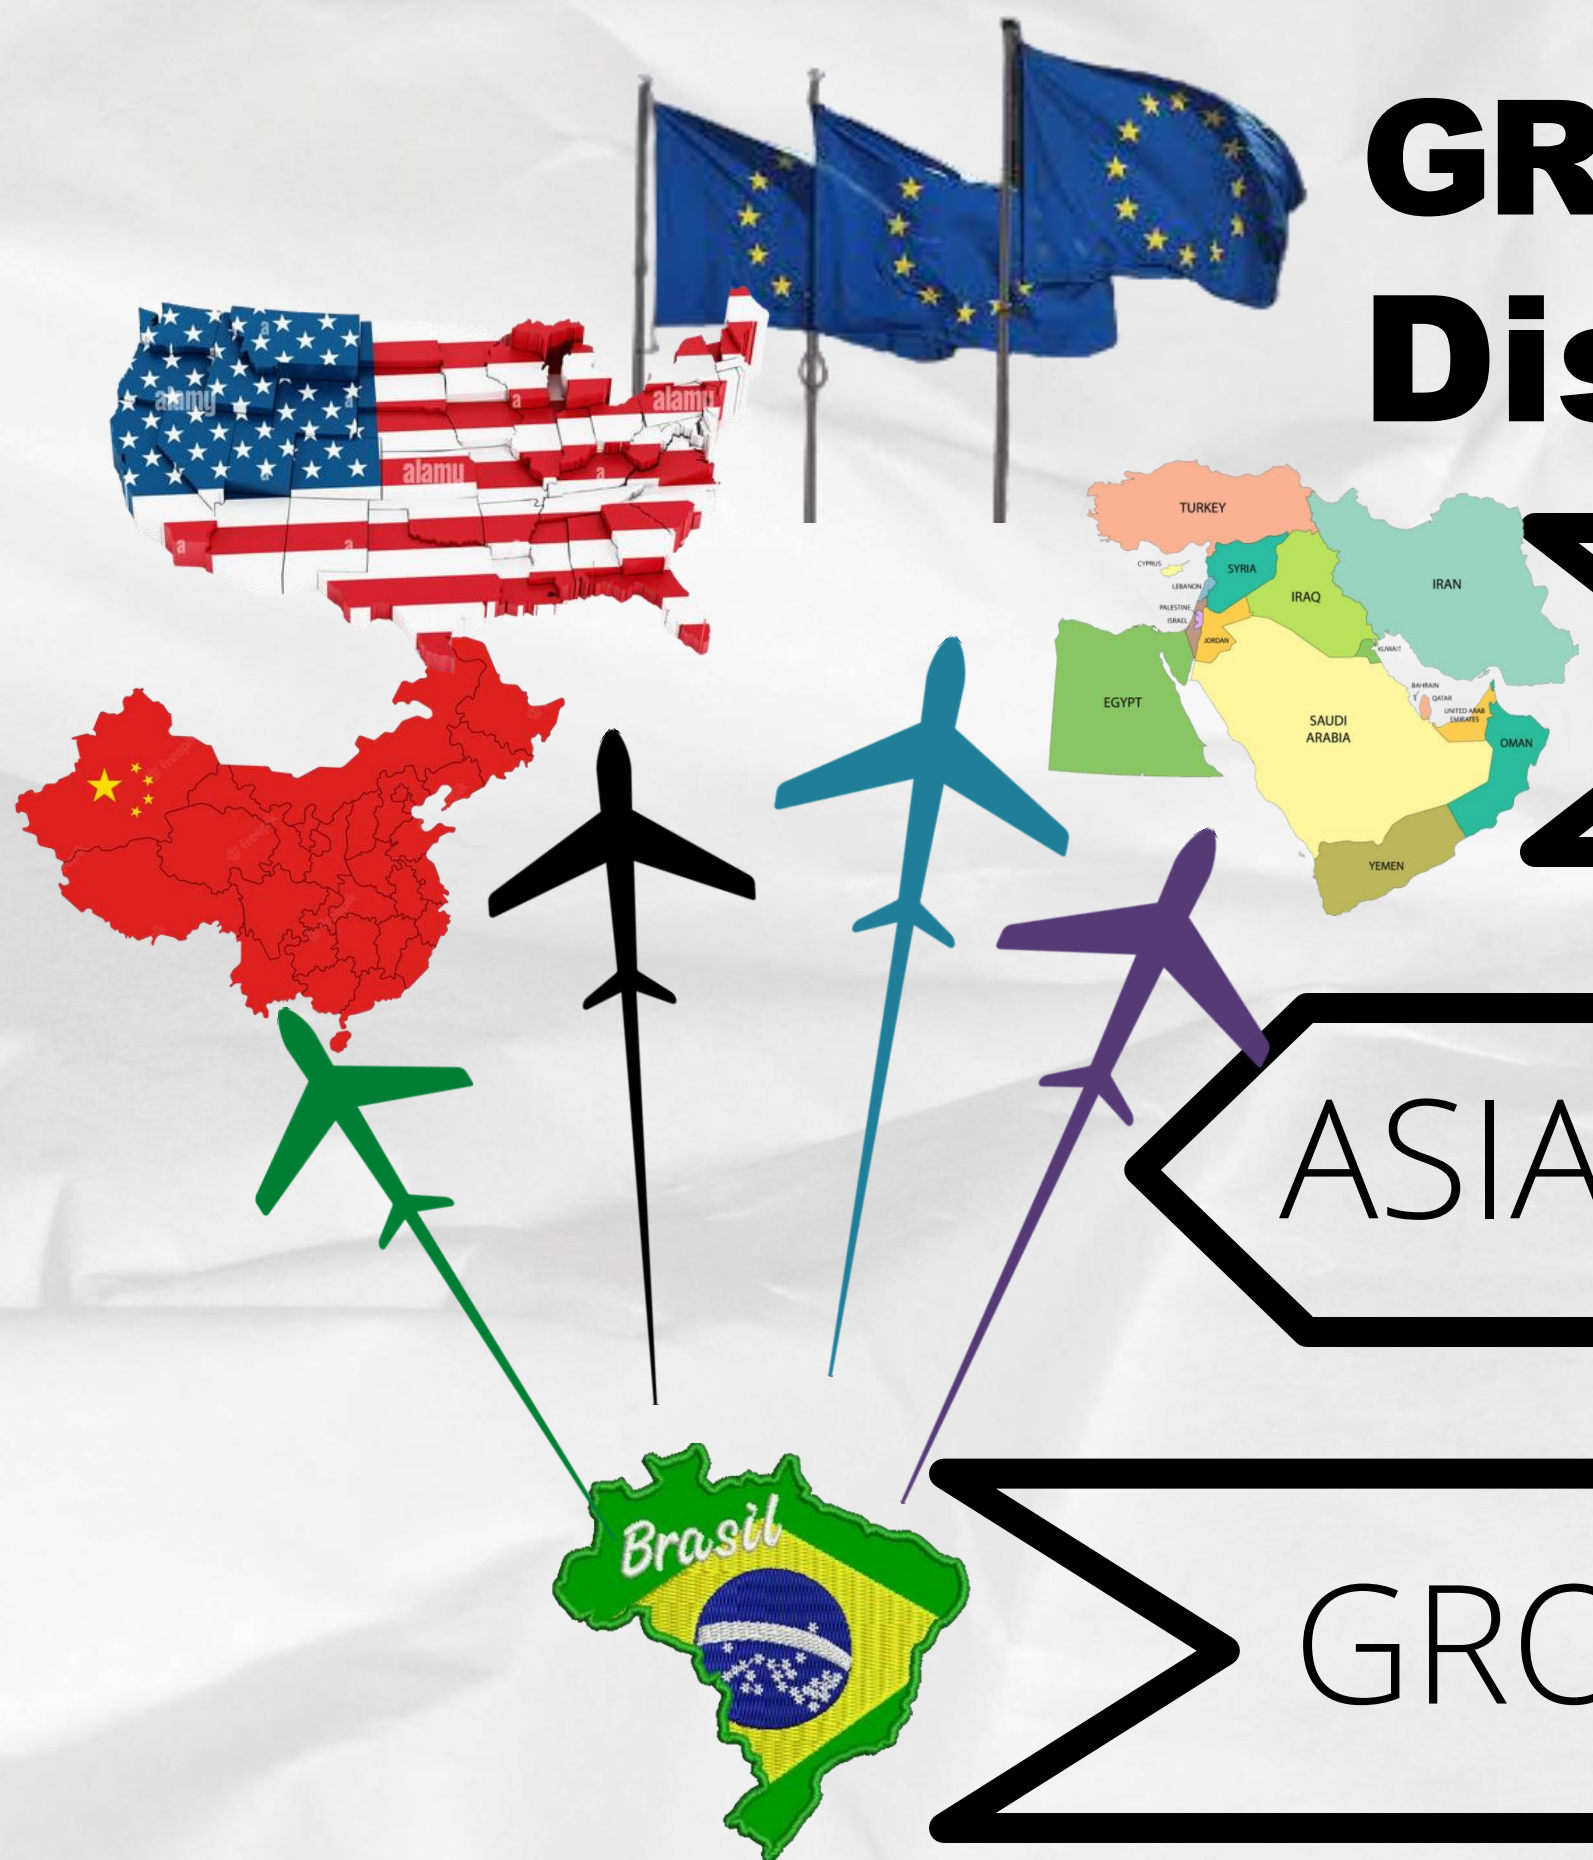 GR
Dis
alamy
a
a
a
alamy
alamy
a
a
a
a
TURKEY
CYPRUS
SYRIA
LEBANON
IRAQ
IRAN
PALESTINE
ISRAEL
JORDAN
KUWAIT
EGYPT
BAHRAIN
QATAR
UNITED ARAB
EMIRATES
SAUDI
ARABIA
OMAN
YEMEN
ASIA
Brasil
GRO